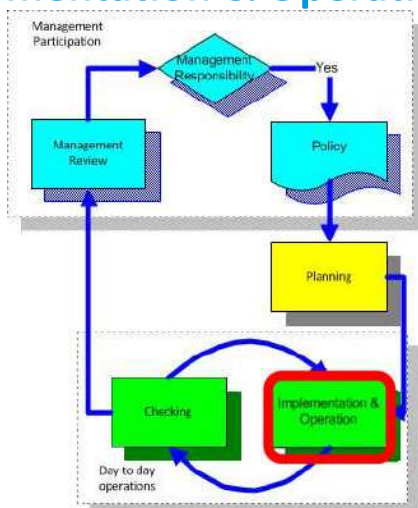 Management
Participation
Management
Responsibility
Yes
Management
Review
Policy
Planning
Checking
Implementation &
Operation
Day to day
operations